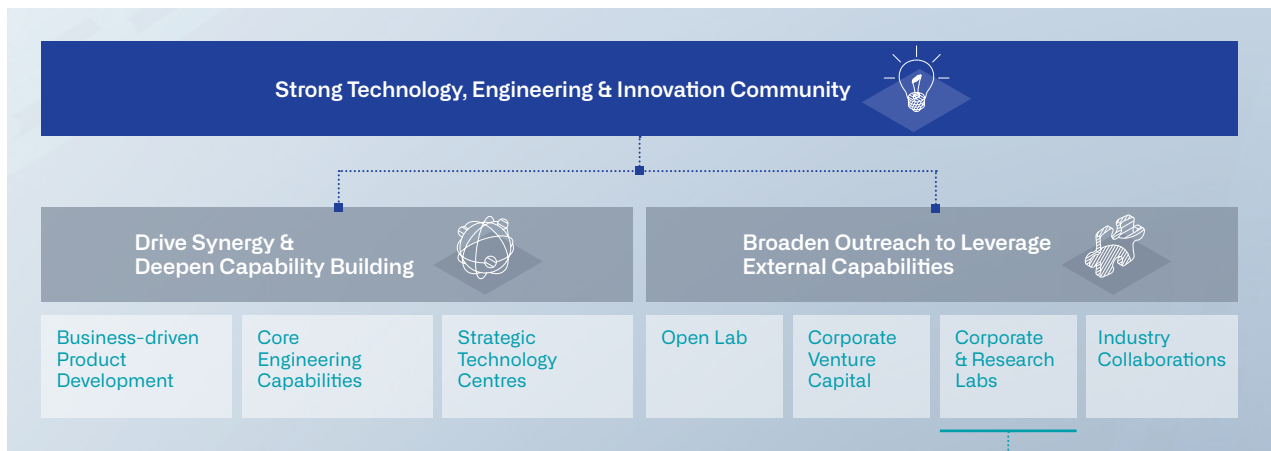 Strong Technology, Engineering & Innovation Community
Drive Synergy &
Deepen Capability Building
Broaden Outreach to Leverage
External Capabilities
Business-driven
Product
Development
Core
Engineering
Capabilities
Strategic
Technology
Centres
Open Lab
Corporate
Venture
Capital
Corporate
& Research
Labs
Industry
Collaborations